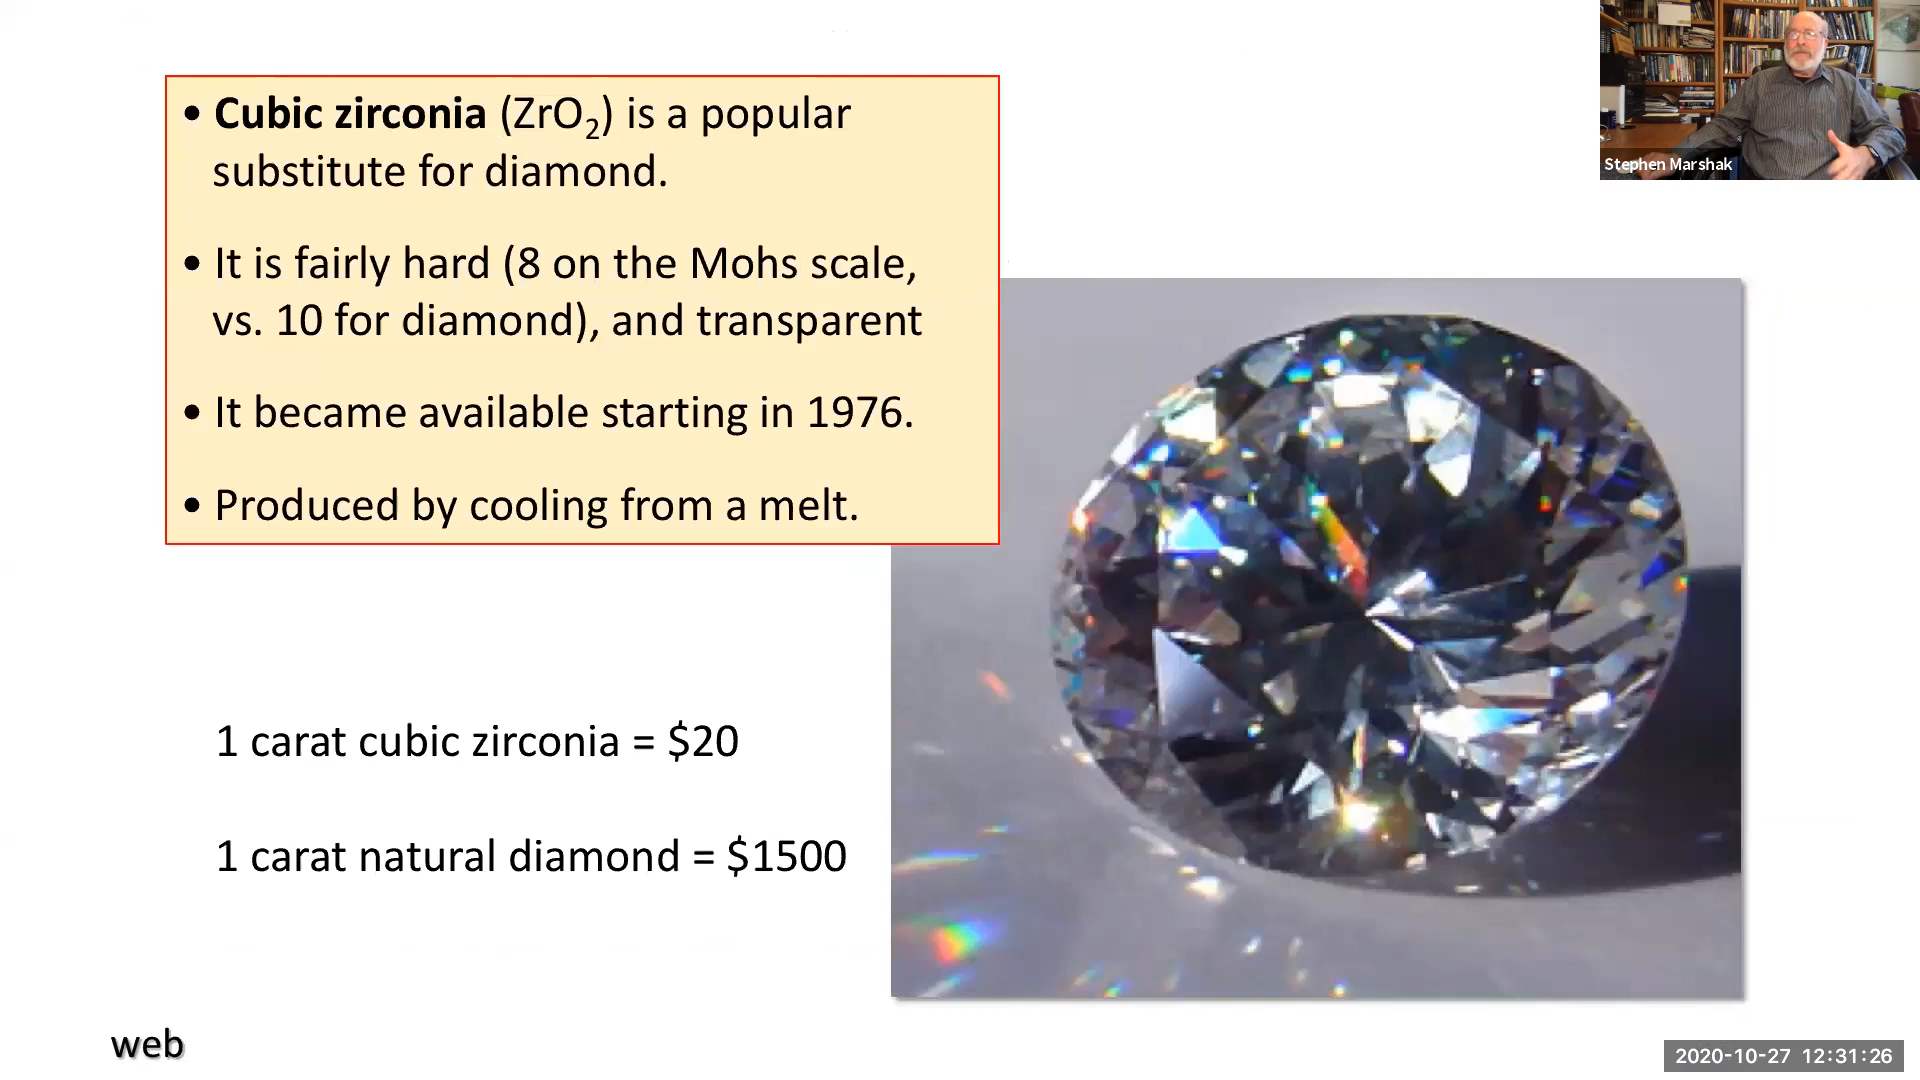 • Cubic zirconia (ZrO₂) is a popular
substitute for diamond.
• It is fairly hard (8 on the Mohs scale,
vs. 10 for diamond), and transparent
• It became available starting in 1976.
• Produced by cooling from a melt.
1 carat cubic zirconia = $20
1 carat natural diamond = $1500
web
Stephen Marshak
2020-10-27 12:31:26